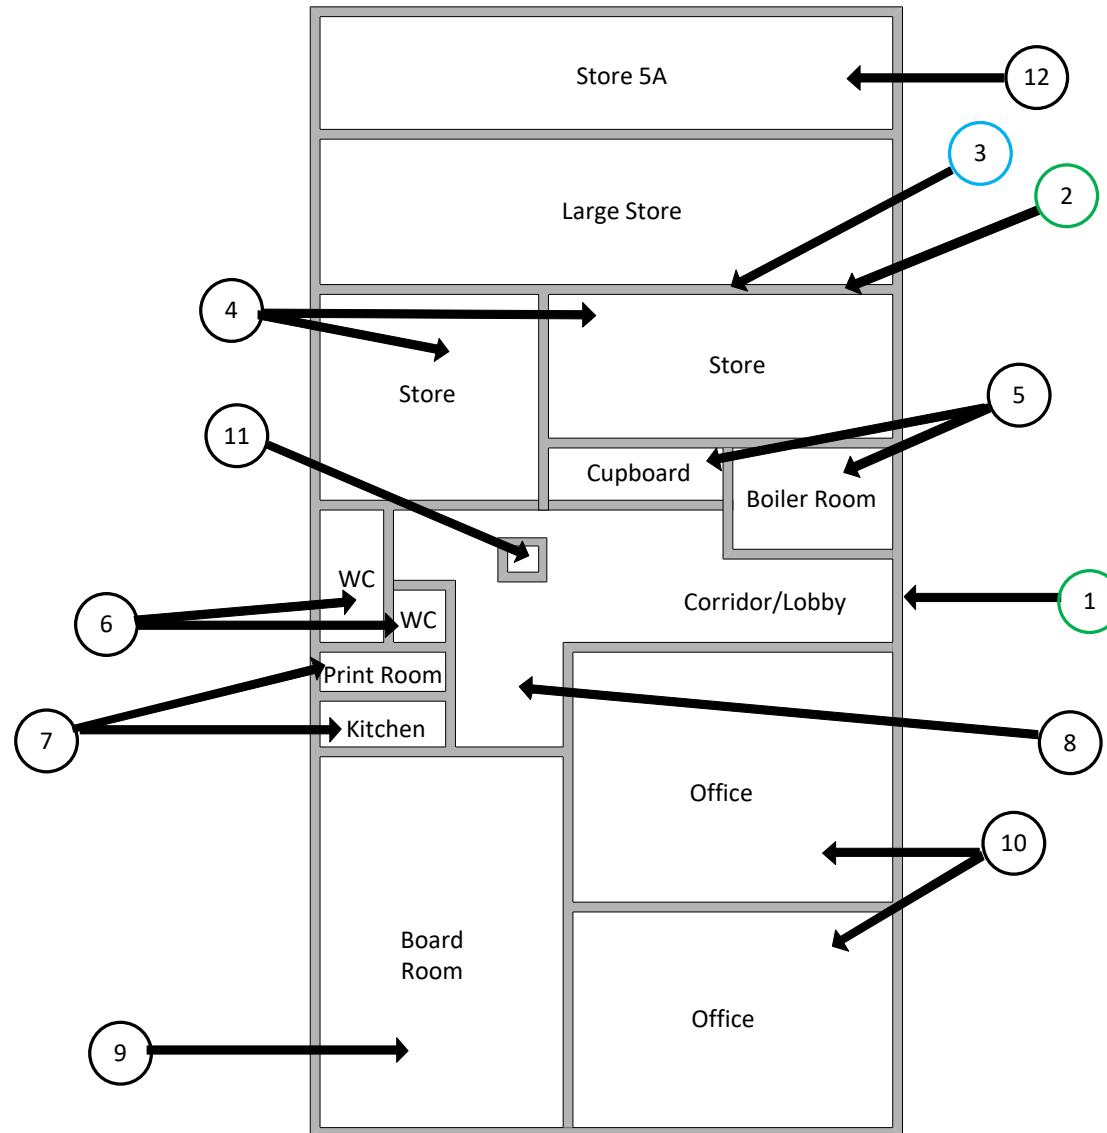 Store 5A
12
3
2
Large Store
4
Store
Store
5
11
Cupboard
Boiler Room
WC
WC
6
Corridor/Lobby
1
Print Room
7
Kitchen
8
Office
10
Board
Room
Office
9